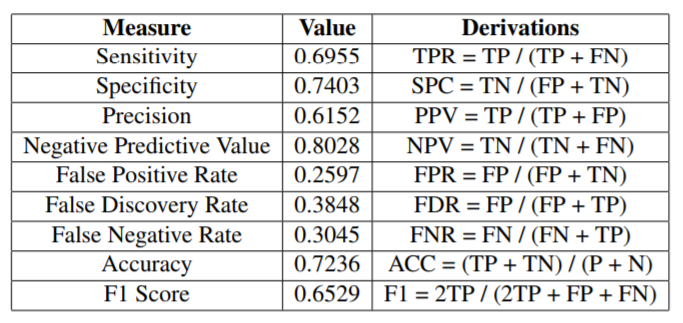 Measure Value Derivations
Sensitivity 0.6955 TPR = TP / (TP + FN)
Specificity 0.7403 SPC = TN / (FP + TN)
Precision 0.6152 PPV = TP / (TP + FP)
Negative Predictive Value 0.8028 NPV = TN / (TN + FN)
False Positive Rate 0.2597 FPR = FP / (FP + TN)
False Discovery Rate 0.3848 FDR = FP / (FP + TP)
False Negative Rate 0.3045 FNR = FN / (FN + TP)
Accuracy 0.7236 ACC = (TP + TN) / (P + N)
F1 Score 0.6529 F1 = 2TP / (2TP + FP + FN)